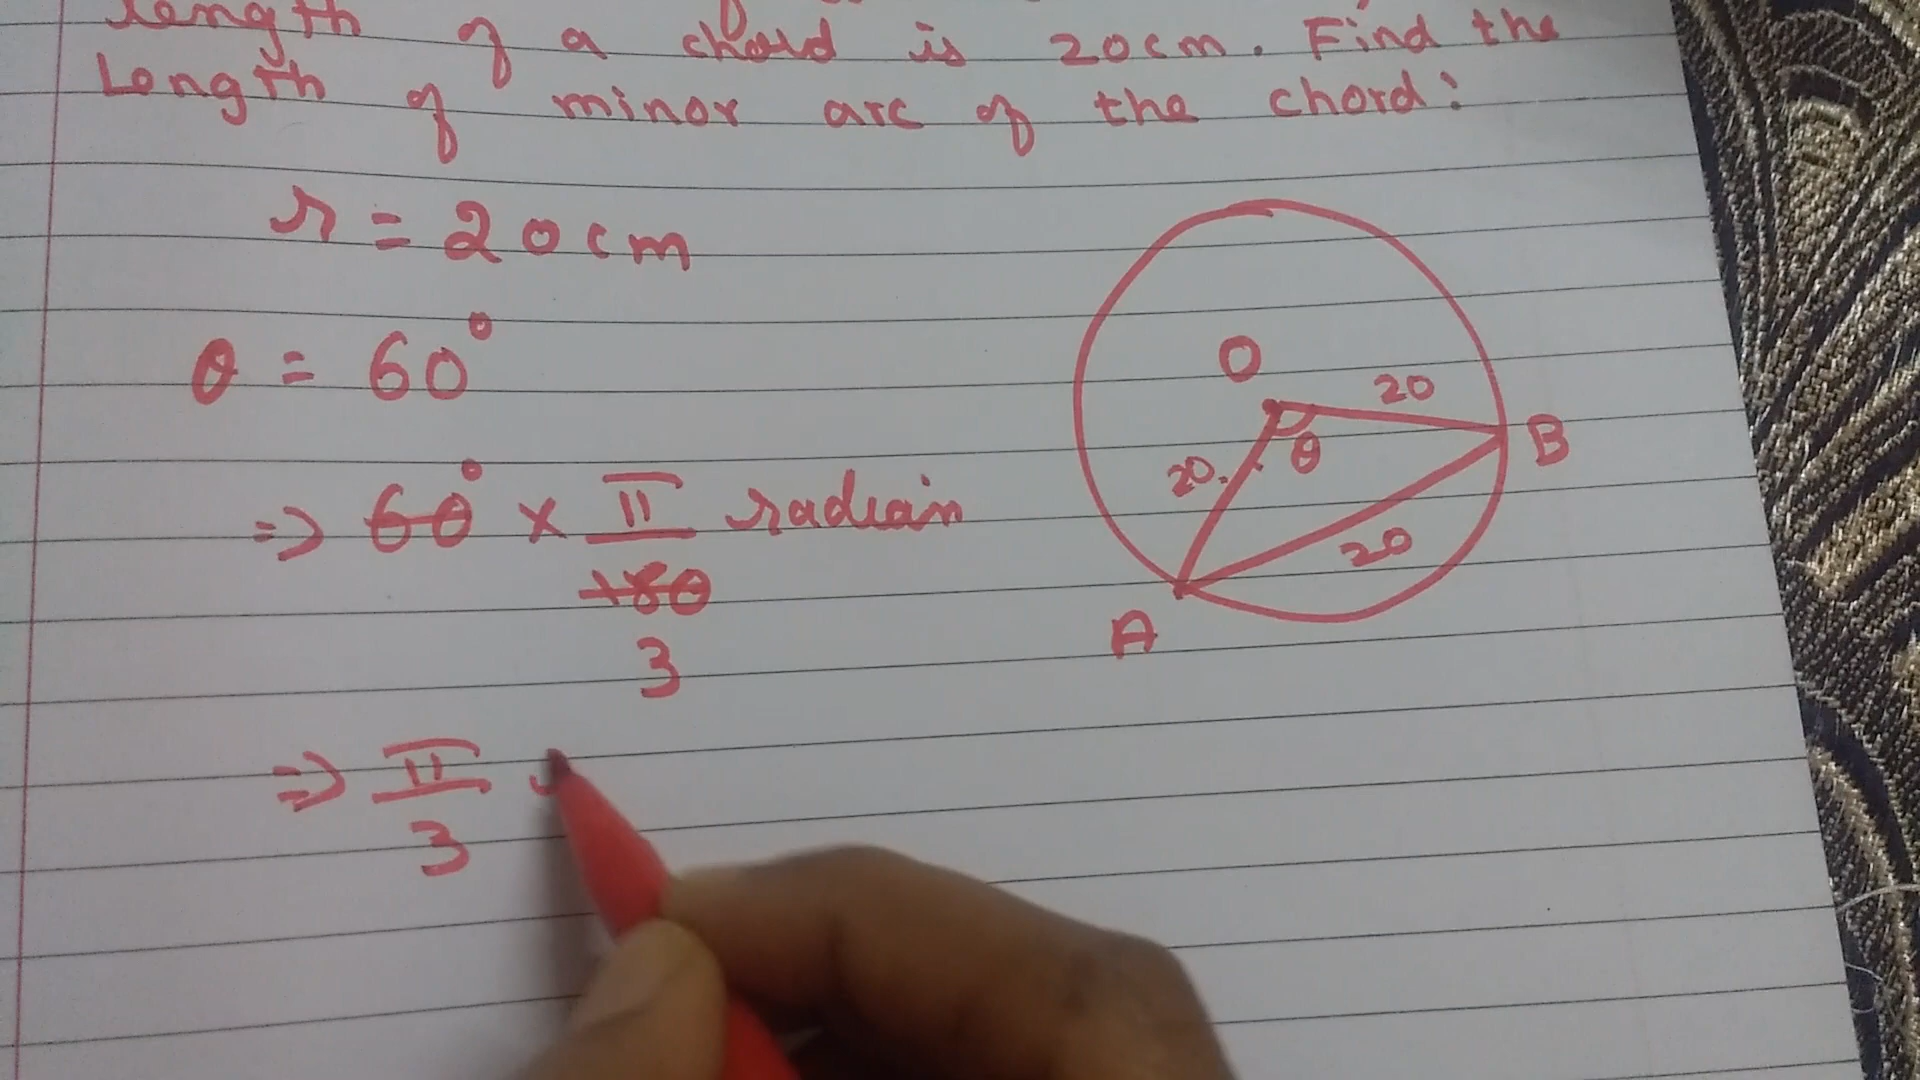 length of a chord is 20cm. Find the
Length of minor arc of the chord:
r = 20cm
θ = 60°
⇒ 60° × π/180 radian
3
⇒ π/3
O
20
θ
20
B
20
A